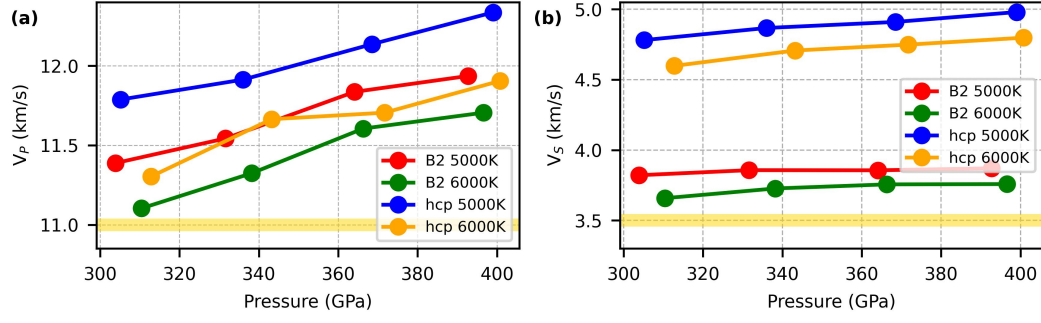 (a)
12.0
11.5
11.0
V_P (km/s)
300
320
340
360
380
400
Pressure (GPa)
B2 5000K
B2 6000K
hcp 5000K
hcp 6000K
(b)
5.0
4.5
4.0
3.5
V_S (km/s)
300
320
340
360
380
400
Pressure (GPa)
B2 5000K
B2 6000K
hcp 5000K
hcp 6000K